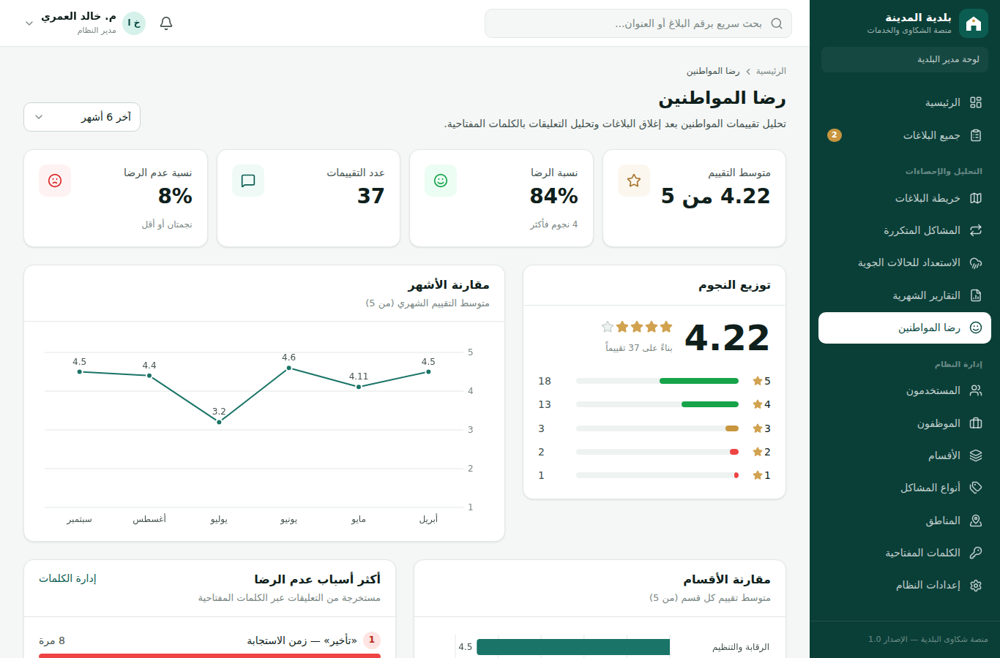 بلدية المدينة
منصة الشكاوى والخدمات
لوحة مدير البلدية
الرئيسية
جميع البلاغات
2
التحليل والإحصاءات
خريطة البلاغات
المشاكل المتكررة
الاستعداد للحالات الجوية
التقارير الشهرية
رضا المواطنين
إدارة النظام
المستخدمون
الموظفون
الأقسام
أنواع المشاكل
المناطق
الكلمات المفتاحية
إعدادات النظام
منصة شكاوى البلدية — الإصدار 1.0
بحث سريع برقم البلاغ أو العنوان...
خ ا
م. خالد العمري
مدير النظام
الرئيسية
رضا المواطنين
رضا المواطنين
تحليل تقييمات المواطنين بعد إغلاق البلاغات وتحليل التعليقات بالكلمات المفتاحية.
آخر 6 أشهر
متوسط التقييم
4.22 من 5
نسبة الرضا
84%
4 نجوم فأكثر
عدد التقييمات
37
نسبة عدم الرضا
8%
نجمتان أو أقل
توزيع النجوم
4.22
بناءً على 37 تقييماً
5 18
4 13
3 3
2 2
1 1
مقارنة الأشهر
متوسط التقييم الشهري (من 5)
5
4
3
2
1
4.5
4.11
4.6
3.2
4.4
4.5
أبريل
مايو
يونيو
يوليو
أغسطس
سبتمبر
مقارنة الأقسام
متوسط تقييم كل قسم (من 5)
الرقابة والتنظيم
4.5
أكثر أسباب عدم الرضا
مستخرجة من التعليقات عبر الكلمات المفتاحية
إدارة الكلمات
1
«تأخير» — زمن الاستجابة
8 مرة